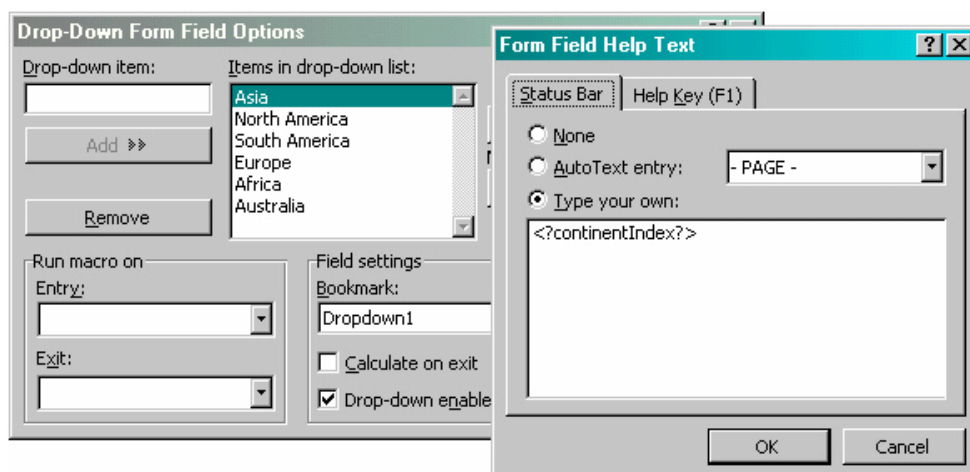 Drop-Down Form Field Options
Drop-down item:
Items in drop-down list:
Asia
North America
South America
Europe
Africa
Australia
Add
Remove
Run macro on
Entry:
Exit:
Field settings
Bookmark:
Dropdown1
Calculate on exit
Drop-down enable
Form Field Help Text
Status Bar
Help Key (F1)
None
AutoText entry:
- PAGE -
Type your own:
<?continentIndex?>
OK
Cancel